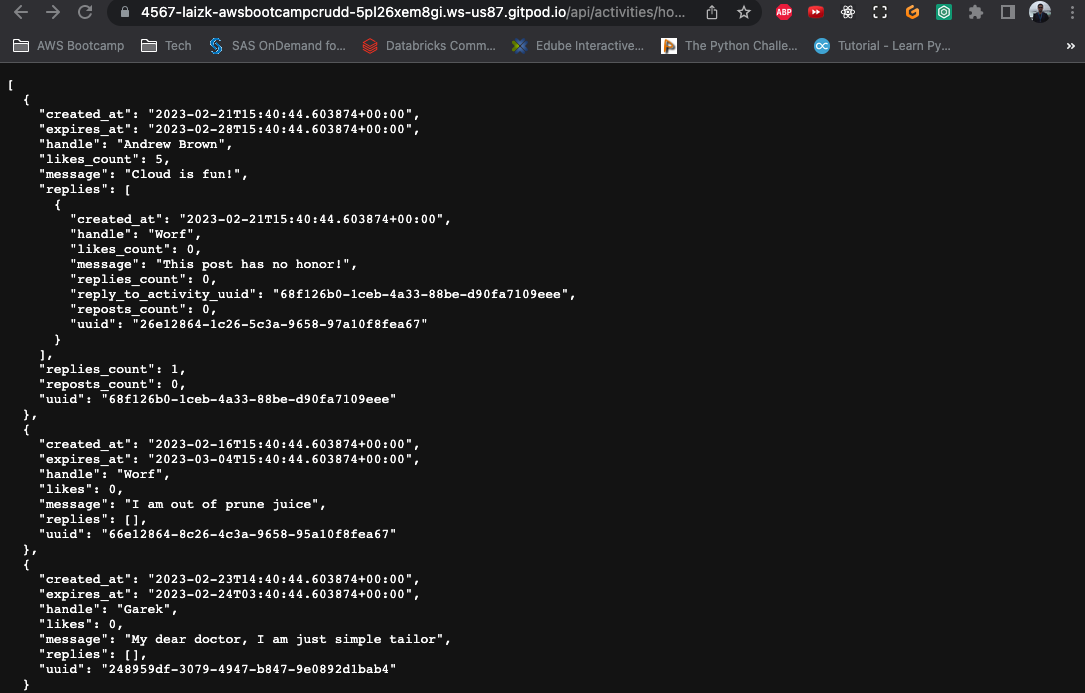 4567-laizk-awsbootcampcrudd-5pl26xem8gi.ws-us87.gitpod.io/api/activities/ho...
ABP
AWS Bootcamp Tech SAS OnDemand fo... Databricks Comm... Edube Interactive... The Python Challe... Tutorial - Learn Py... »
[
  {
    "created_at": "2023-02-21T15:40:44.603874+00:00",
    "expires_at": "2023-02-28T15:40:44.603874+00:00",
    "handle": "Andrew Brown",
    "likes_count": 5,
    "message": "Cloud is fun!",
    "replies": [
      {
        "created_at": "2023-02-21T15:40:44.603874+00:00",
        "handle": "Worf",
        "likes_count": 0,
        "message": "This post has no honor!",
        "replies_count": 0,
        "reply_to_activity_uuid": "68f126b0-1ceb-4a33-88be-d90fa7109eee",
        "reposts_count": 0,
        "uuid": "26e12864-1c26-5c3a-9658-97a10f8fea67"
      }
    ],
    "replies_count": 1,
    "reposts_count": 0,
    "uuid": "68f126b0-1ceb-4a33-88be-d90fa7109eee"
  },
  {
    "created_at": "2023-02-16T15:40:44.603874+00:00",
    "expires_at": "2023-03-04T15:40:44.603874+00:00",
    "handle": "Worf",
    "likes": 0,
    "message": "I am out of prune juice",
    "replies": [],
    "uuid": "66e12864-8c26-4c3a-9658-95a10f8fea67"
  },
  {
    "created_at": "2023-02-23T14:40:44.603874+00:00",
    "expires_at": "2023-02-24T03:40:44.603874+00:00",
    "handle": "Garek",
    "likes": 0,
    "message": "My dear doctor, I am just simple tailor",
    "replies": [],
    "uuid": "248959df-3079-4947-b847-9e0892d1bab4"
  }